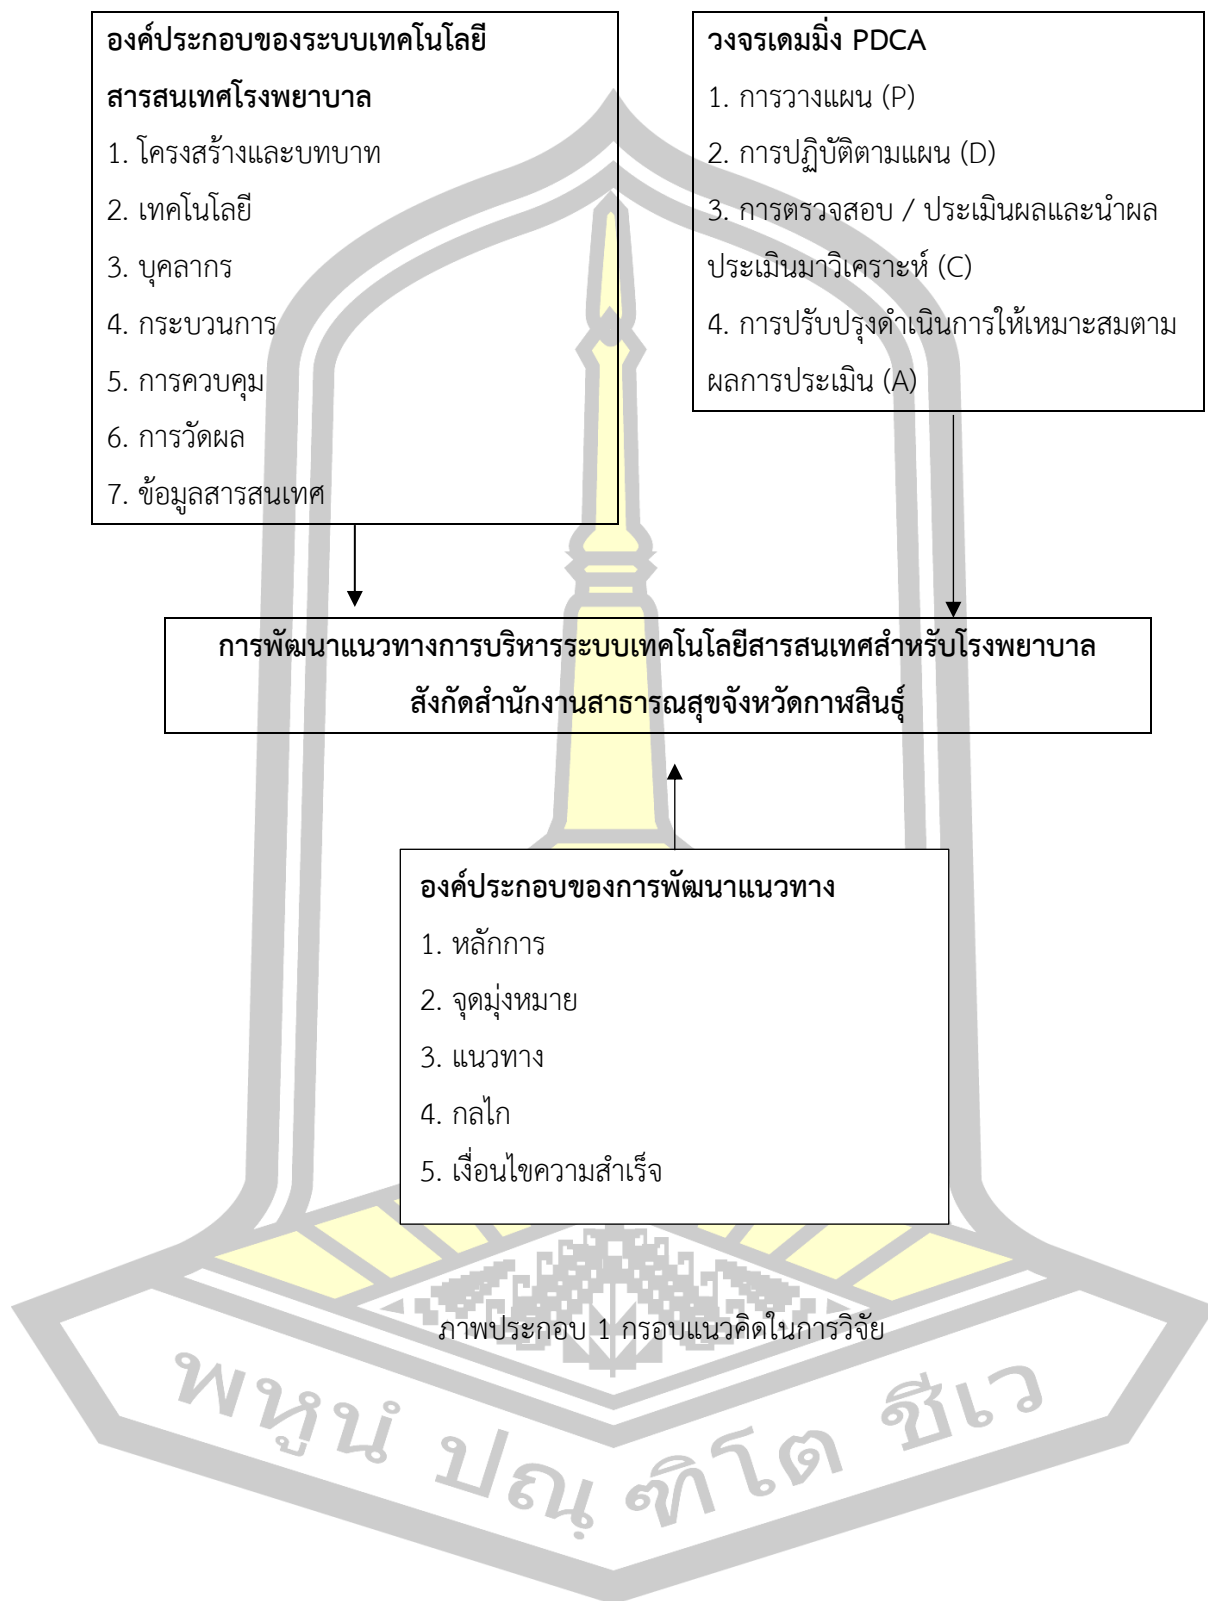 องค์ประกอบของระบบเทคโนโลยี
สารสนเทศโรงพยาบาล
1. โครงสร้างและบทบาท
2. เทคโนโลยี
3. บุคลากร
4. กระบวนการ
5. การควบคุม
6. การวัดผล
7. ข้อมูลสารสนเทศ
วงจรเดมมิ่ง PDCA
1. การวางแผน (P)
2. การปฏิบัติตามแผน (D)
3. การตรวจสอบ / ประเมินผลและนำผล
ประเมินมาวิเคราะห์ (C)
4. การปรับปรุงดำเนินการให้เหมาะสมตาม
ผลการประเมิน (A)
การพัฒนาแนวทางการบริหารระบบเทคโนโลยีสารสนเทศสำหรับโรงพยาบาล
สังกัดสำนักงานสาธารณสุขจังหวัดกาฬสินธุ์
องค์ประกอบของการพัฒนาแนวทาง
1. หลักการ
2. จุดมุ่งหมาย
3. แนวทาง
4. กลไก
5. เงื่อนไขความสำเร็จ
ภาพประกอบ 1 กรอบแนวคิดในการวิจัย
พหูนํ ปณฺฑิโต ชีเว